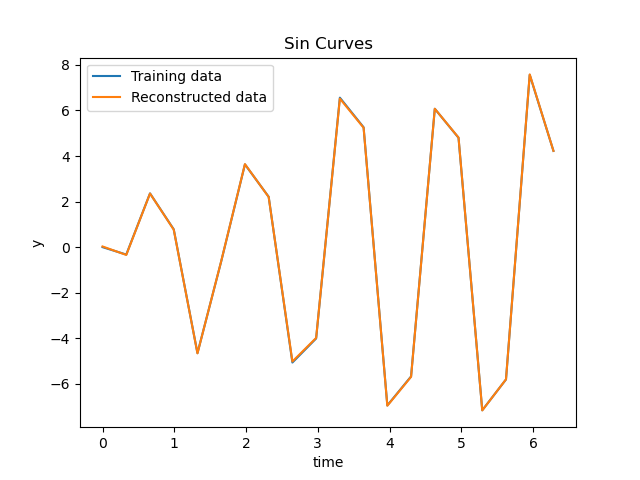 Sin Curves
Training data
Reconstructed data
y
8
6
4
2
0
−2
−4
−6
0 1 2 3 4 5 6
time